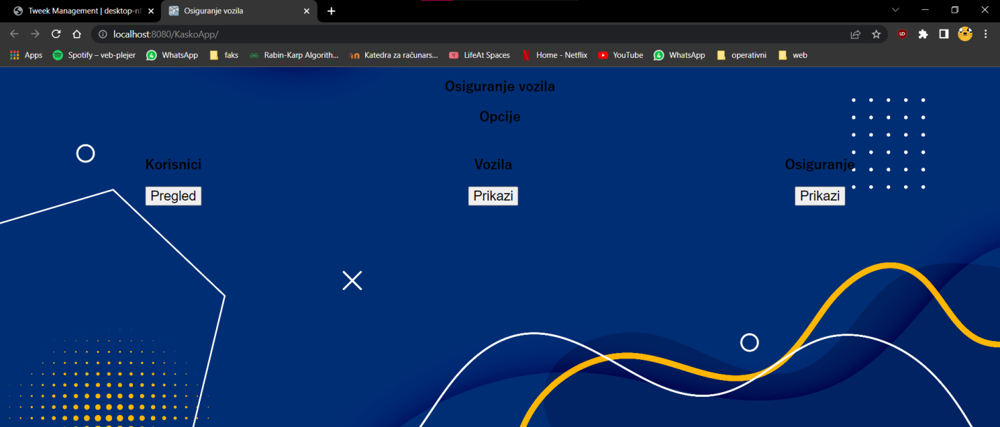 Tweek Management | desktop-nf
Osiguranje vozila
localhost:8080/KaskoApp/
Apps
Spotify – veb-plejer
WhatsApp
faks
Rabin-Karp Algorith...
Katedra za računars...
LifeAt Spaces
Home - Netflix
YouTube
WhatsApp
operativni
web
Osiguranje vozila
Opcije
Korisnici Vozila Osiguranje
Pregled Prikazi Prikazi